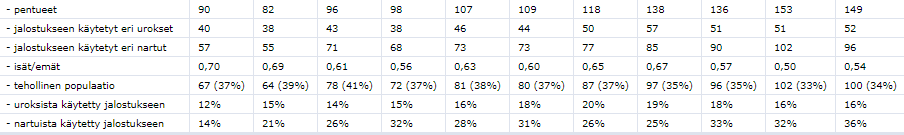 - pentueet 90 82 96 98 107 109 118 138 136 153 149
- jalostukseen käytetyt eri urokset 40 38 43 38 46 44 50 57 51 51 52
- jalostukseen käytetyt eri nartut 57 55 71 68 73 73 77 85 90 102 96
- isät/emät 0,70 0,69 0,61 0,56 0,63 0,60 0,65 0,67 0,57 0,50 0,54
- tehollinen populaatio 67 (37%) 64 (39%) 78 (41%) 72 (37%) 81 (38%) 80 (37%) 87 (37%) 97 (35%) 96 (35%) 102 (33%) 100 (34%)
- uroksista käytetty jalostukseen 12% 15% 14% 15% 16% 18% 20% 19% 18% 16% 16%
- nartuista käytetty jalostukseen 14% 21% 26% 32% 28% 31% 26% 25% 33% 32% 36%